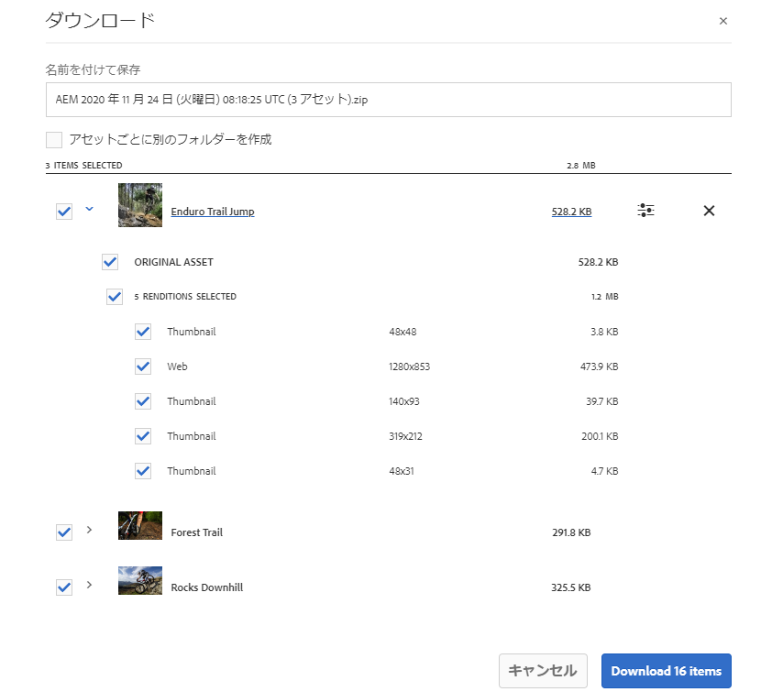 ダウンロード
名前を付けて保存
AEM 2020 年 11 月 24 日 (火曜日) 08:18:25 UTC (3 アセット).zip
アセットごとに別のフォルダーを作成
3 ITEMS SELECTED 2.8 MB
Enduro Trail Jump 528.2 KB
ORIGINAL ASSET 528.2 KB
5 RENDITIONS SELECTED 1.2 MB
Thumbnail 48x48 3.8 KB
Web 1280x853 473.9 KB
Thumbnail 140x93 39.7 KB
Thumbnail 319x212 200.1 KB
Thumbnail 48x31 4.7 KB
Forest Trail 291.8 KB
Rocks Downhill 325.5 KB
キャンセル Download 16 items